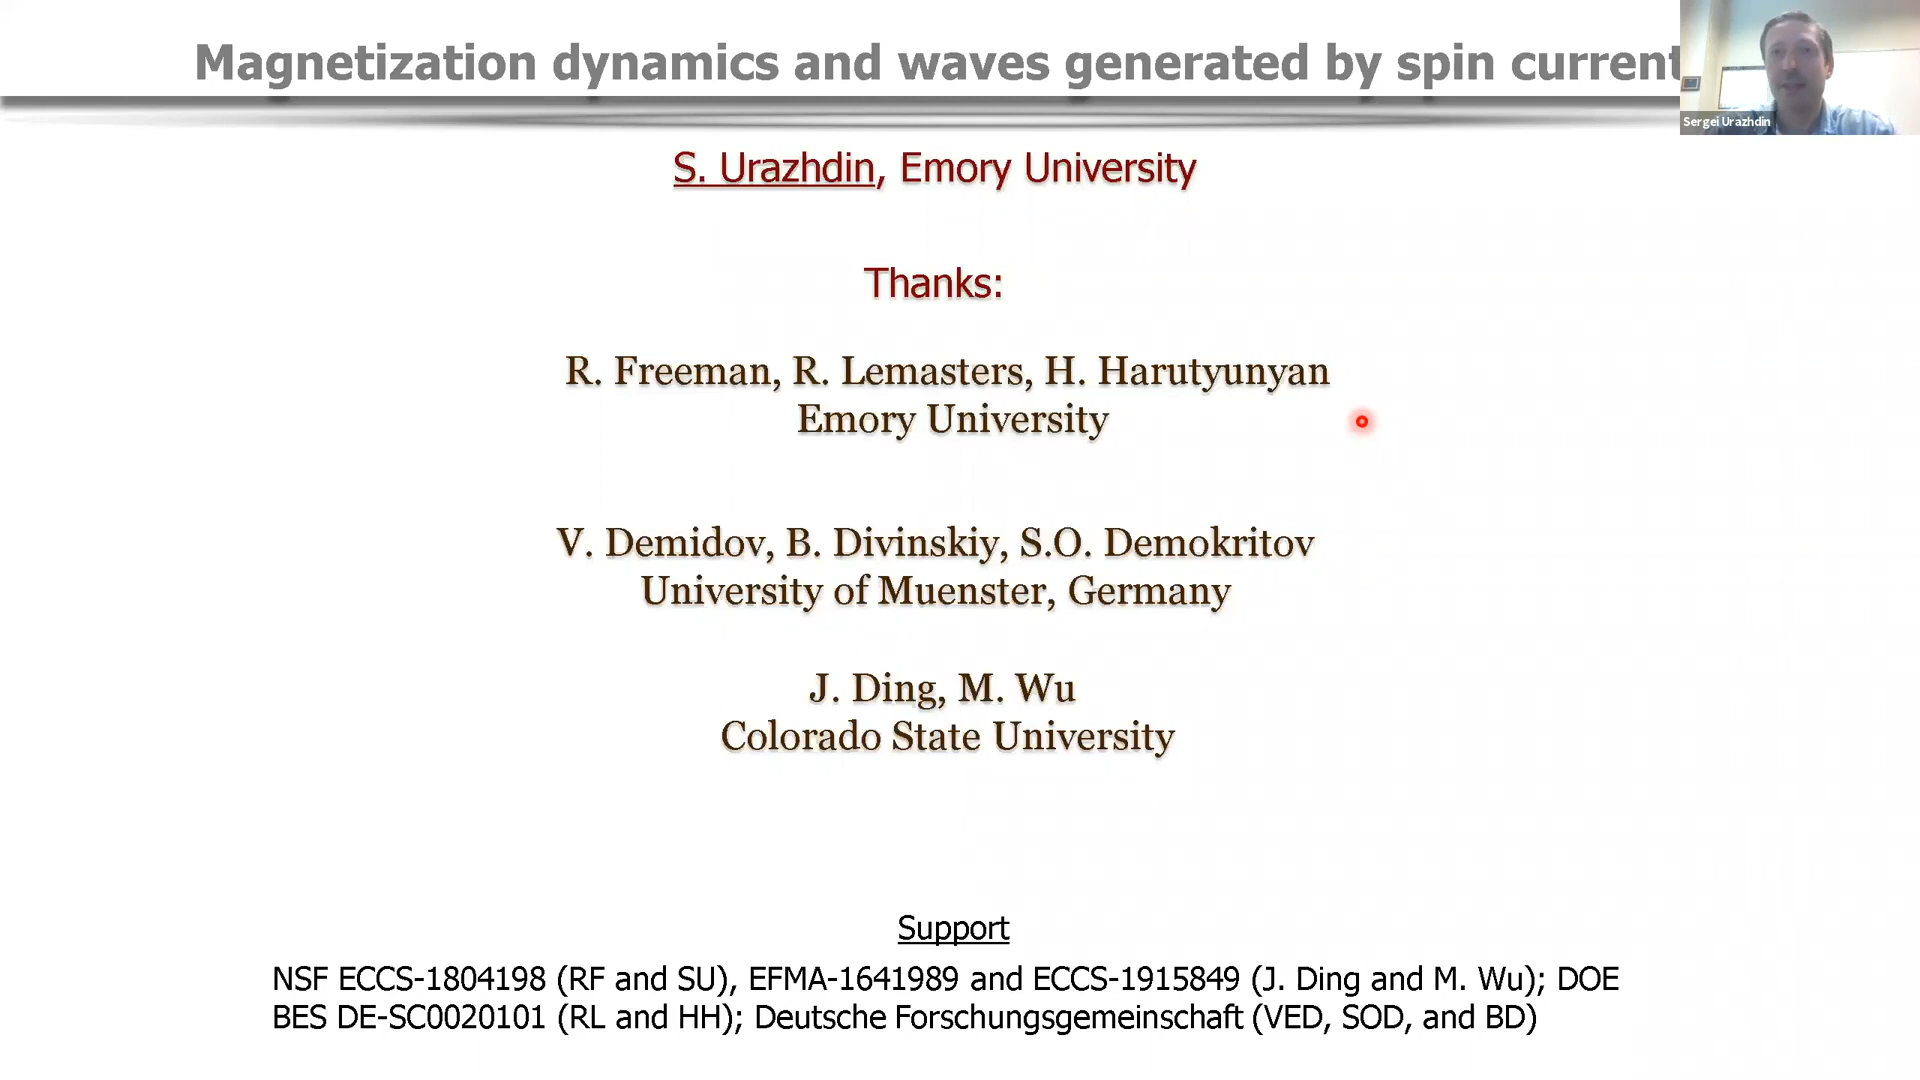 Magnetization dynamics and waves generated by spin current
Sergei Urazhdin
S. Urazhdin, Emory University
Thanks:
R. Freeman, R. Lemasters, H. Harutyunyan
Emory University
V. Demidov, B. Divinskiy, S.O. Demokritov
University of Muenster, Germany
J. Ding, M. Wu
Colorado State University
Support
NSF ECCS-1804198 (RF and SU), EFMA-1641989 and ECCS-1915849 (J. Ding and M. Wu); DOE
BES DE-SC0020101 (RL and HH); Deutsche Forschungsgemeinschaft (VED, SOD, and BD)